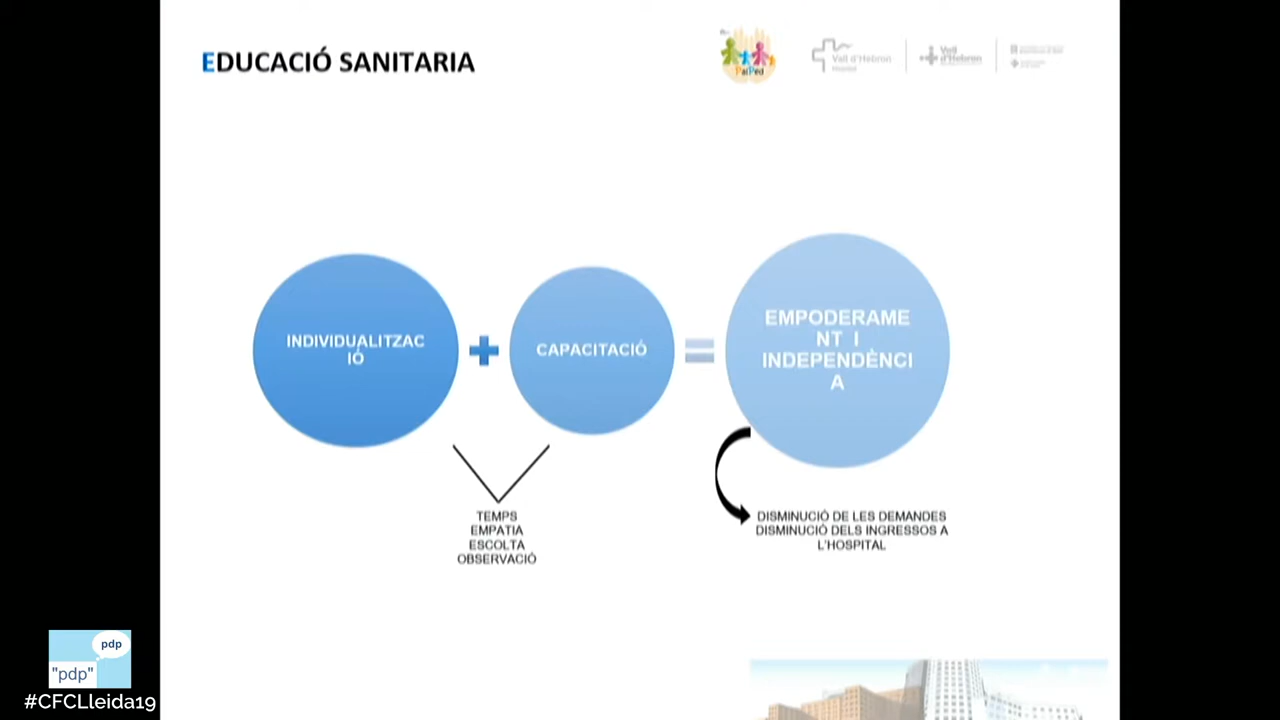 EDUCACIÓ SANITARIA
PalPed
Vall d'Hebron
Hospital
Vall
d'Hebron
INDIVIDUALITZAC
IÓ
CAPACITACIÓ
EMPODERAME
NT I
INDEPENDÈNCI
A
TEMPS
EMPATIA
ESCOLTA
OBSERVACIÓ
DISMINUCIÓ DE LES DEMANDES
DISMINUCIÓ DELS INGRESSOS A
L'HOSPITAL
pdp
"pdp"
#CFCLleida19